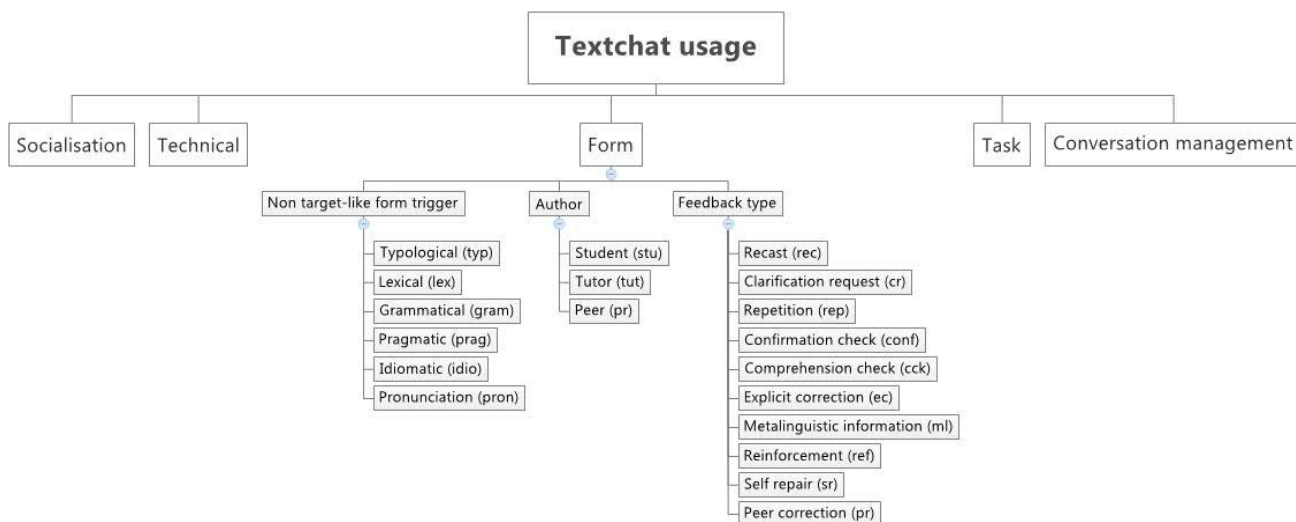 Textchat usage
Socialisation
Technical
Form
Task
Conversation management
Non target-like form trigger
Author
Feedback type
Typological (typ)
Lexical (lex)
Grammatical (gram)
Pragmatic (prag)
Idiomatic (idio)
Pronunciation (pron)
Student (stu)
Tutor (tut)
Peer (pr)
Recast (rec)
Clarification request (cr)
Repetition (rep)
Confirmation check (conf)
Comprehension check (cck)
Explicit correction (ec)
Metalinguistic information (ml)
Reinforcement (ref)
Self repair (sr)
Peer correction (pr)